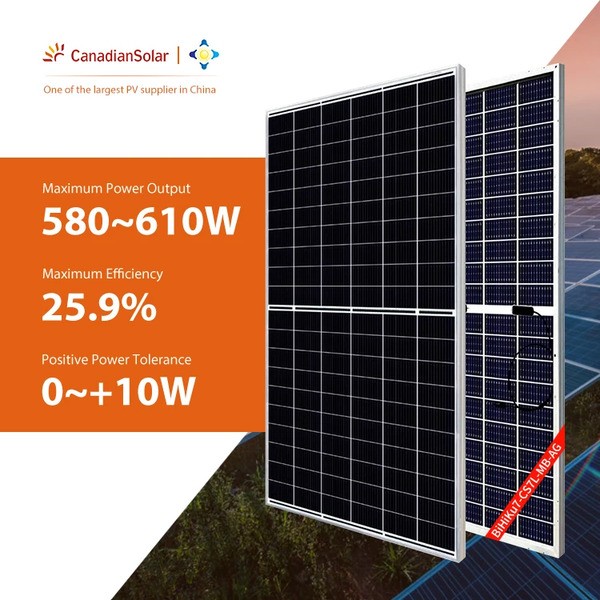 CanadianSolar
One of the largest PV supplier in China
Maximum Power Output
580~610W
Maximum Efficiency
25.9%
Positive Power Tolerance
0~+10W
BiHiKu7-CS7L-MB-AG